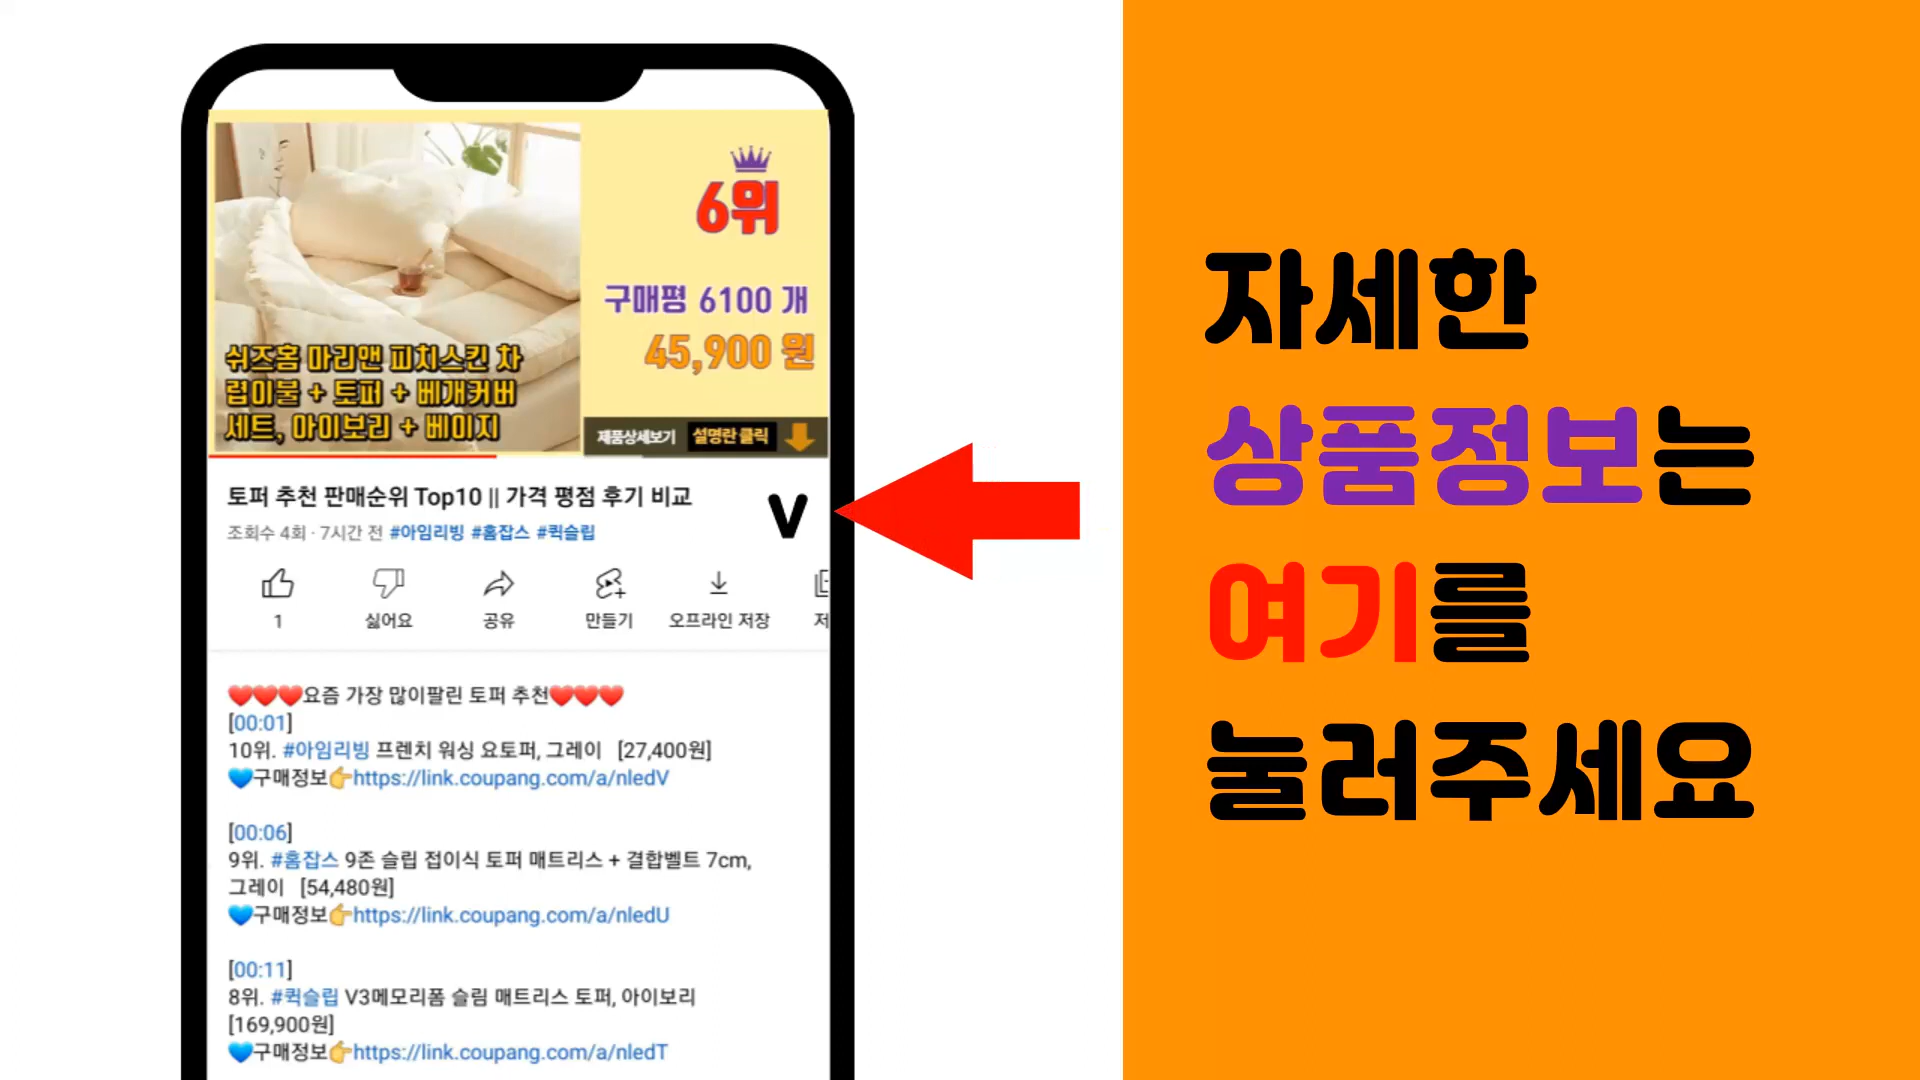 6위
구매평 6100 개
45,900 원
쉬즈홈 마리앤 피치스킨 차
렵이불 + 토퍼 + 베개커버
세트, 아이보리 + 베이지
제품상세보기 설명란 클릭
토퍼 추천 판매순위 Top10 || 가격 평점 후기 비교
V
조회수 4회 · 7시간 전 #아임리빙 #홈잡스 #퀵슬립
1 싫어요 공유 만들기 오프라인 저장 저
❤️❤️❤️요즘 가장 많이팔린 토퍼 추천❤️❤️❤️
[00:01]
10위. #아임리빙 프렌치 워싱 요토퍼, 그레이 [27,400원]
💙구매정보👉https://link.coupang.com/a/nledV
[00:06]
9위. #홈잡스 9존 슬립 접이식 토퍼 매트리스 + 결합벨트 7cm,
그레이 [54,480원]
💙구매정보👉https://link.coupang.com/a/nledU
[00:11]
8위. #퀵슬립 V3메모리폼 슬림 매트리스 토퍼, 아이보리
[169,900원]
💙구매정보👉https://link.coupang.com/a/nledT
자세한
상품정보는
여기를
눌러주세요